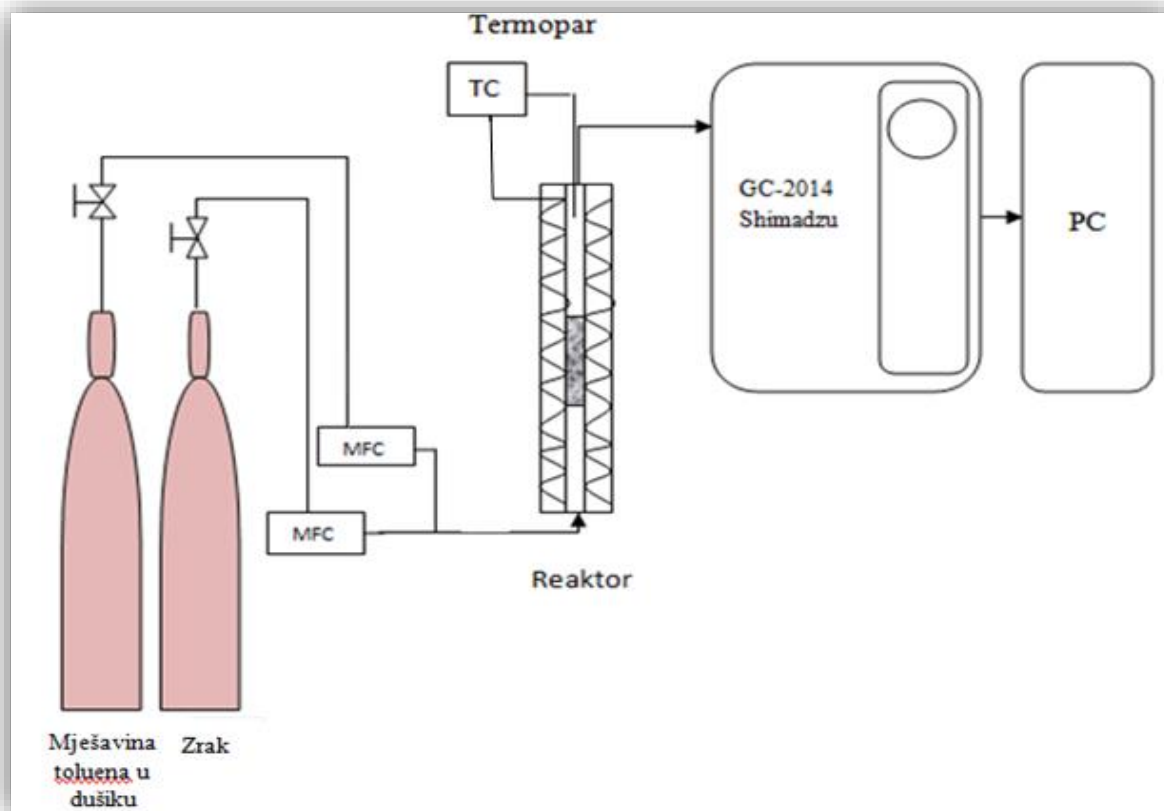 Termopar
TC
GC-2014
Shimadzu
PC
MFC
MFC
Reaktor
Mješavina
toluena u
dušiku
Zrak